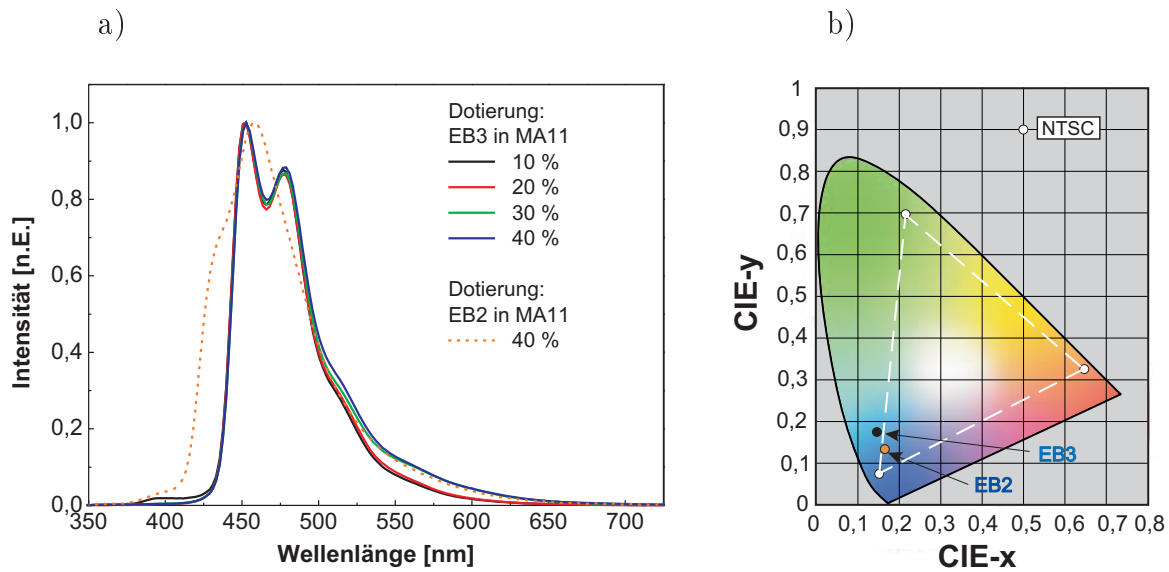 a)
Intensität [n.E.]
1,0
0,8
0,6
0,4
0,2
0,0
Dotierung:
EB3 in MA11
10 %
20 %
30 %
40 %
Dotierung:
EB2 in MA11
40 %
350 400 450 500 550 600 650 700
Wellenlänge [nm]
b)
CIE-y
1
0,9
0,8
0,7
0,6
0,5
0,4
0,3
0,2
0,1
0
NTSC
EB3
EB2
0 0,1 0,2 0,3 0,4 0,5 0,6 0,7 0,8
CIE-x